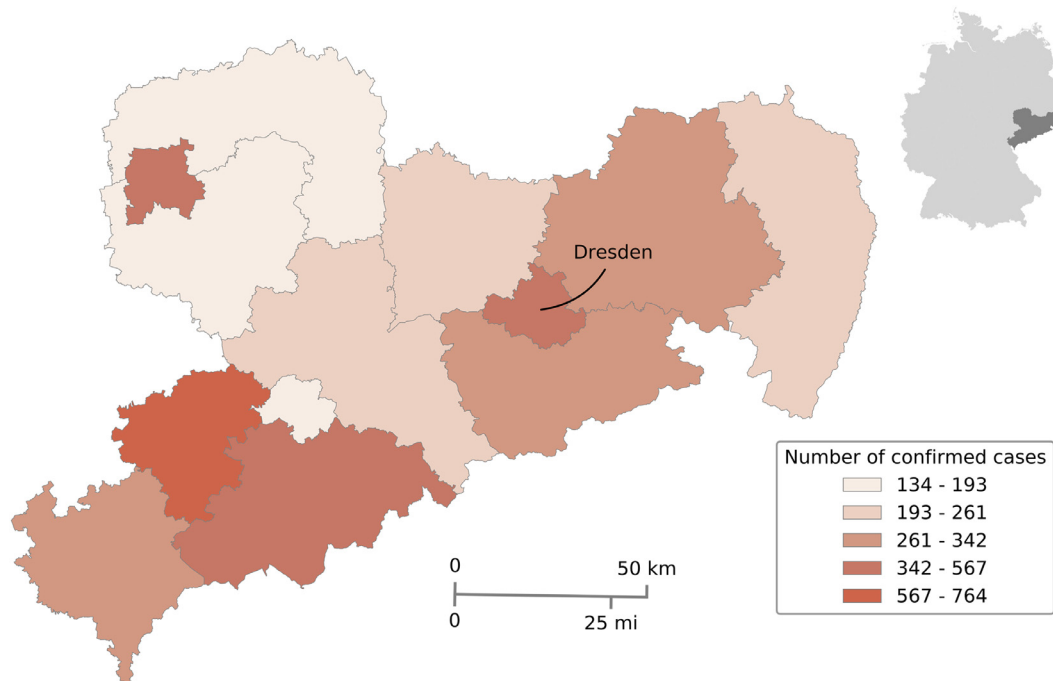 Dresden
Number of confirmed cases
134 - 193
193 - 261
261 - 342
342 - 567
567 - 764
0 50 km
0 25 mi